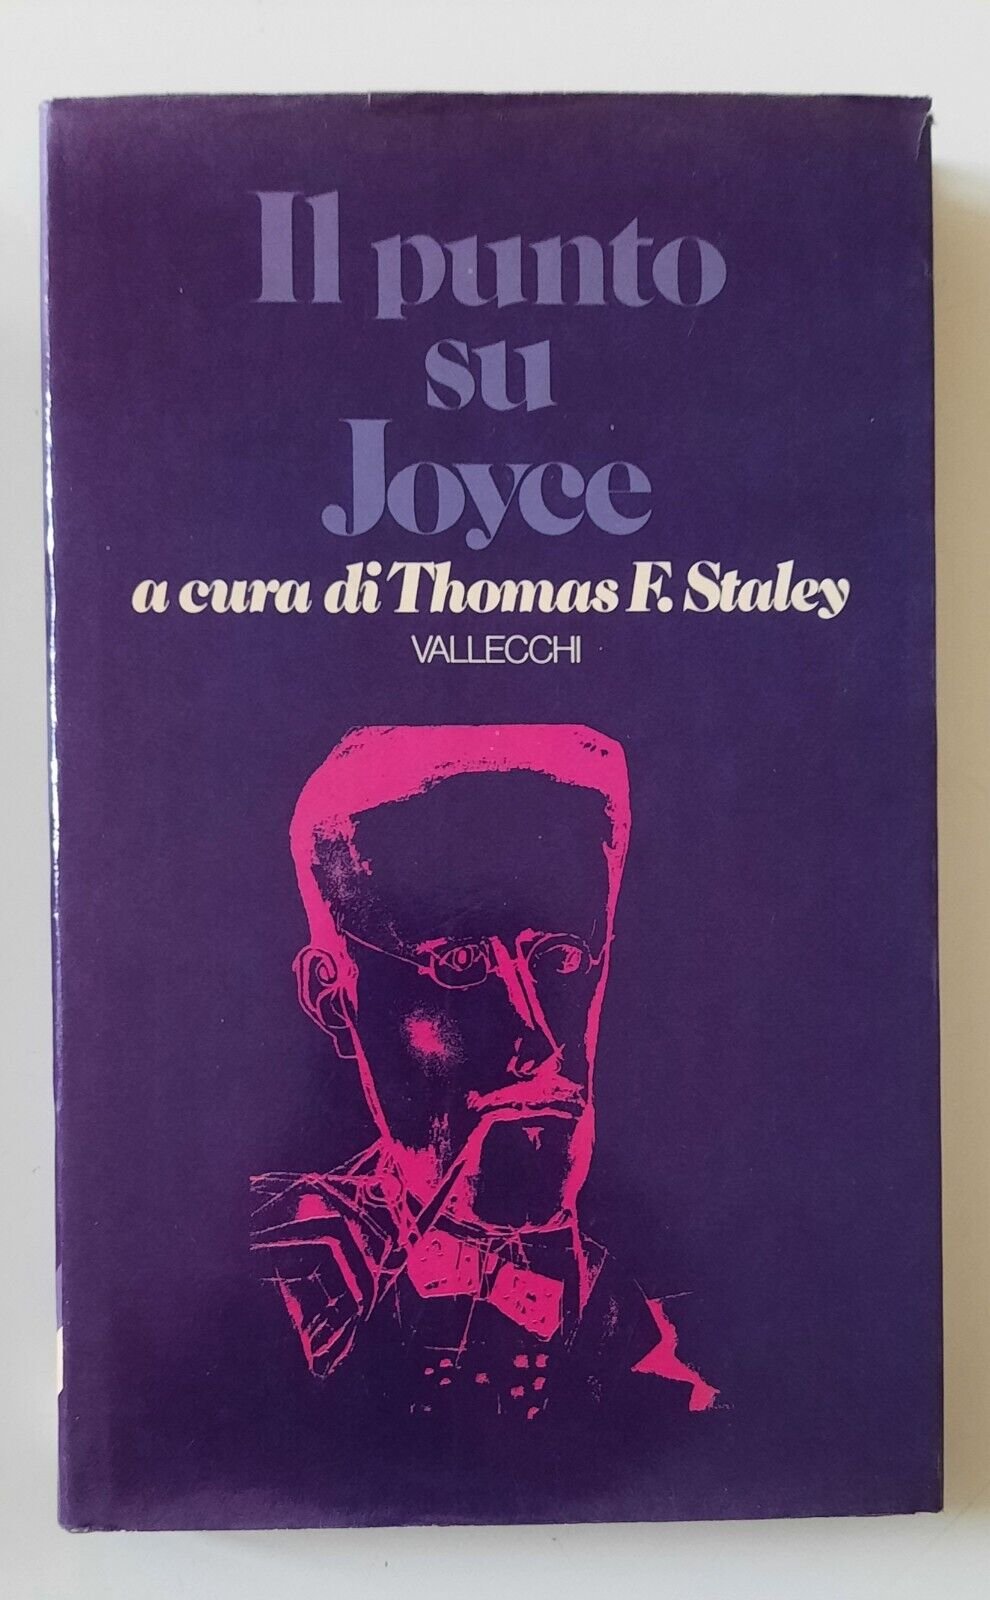 Il punto
su
Joyce
a cura di Thomas F. Staley
VALLECCHI